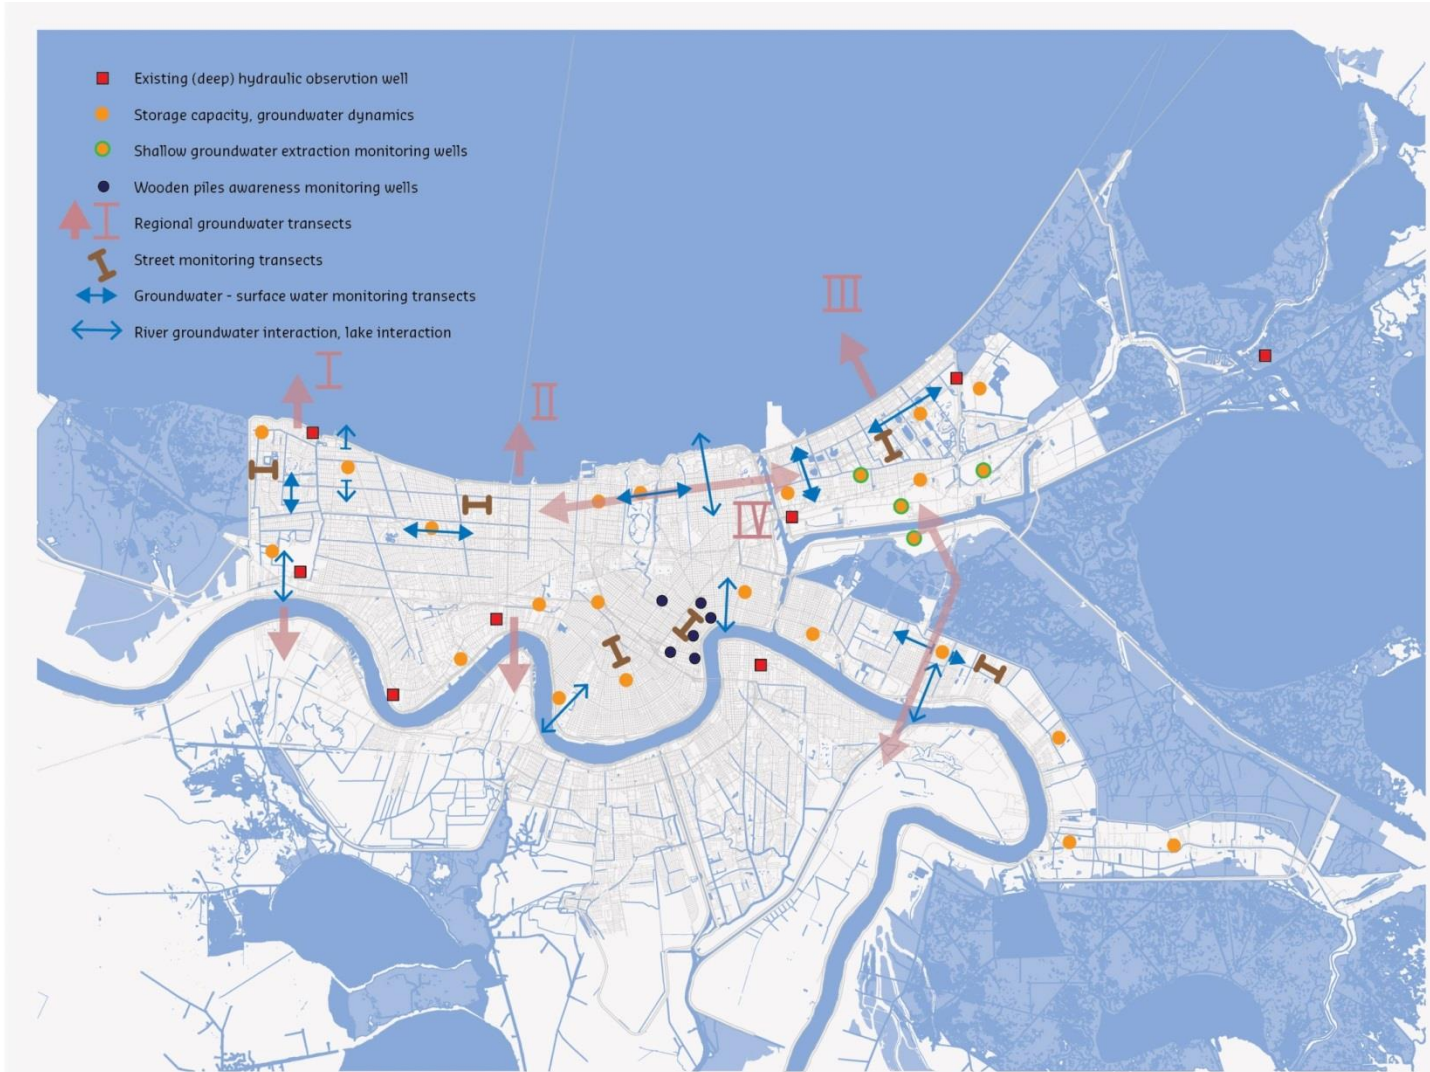 Existing (deep) hydraulic observtion well
Storage capacity, groundwater dynamics
Shallow groundwater extraction monitoring wells
Wooden piles awareness monitoring wells
I Regional groundwater transects
Street monitoring transects
Groundwater - surface water monitoring transects
River groundwater interaction, lake interaction
III
I
II
IV